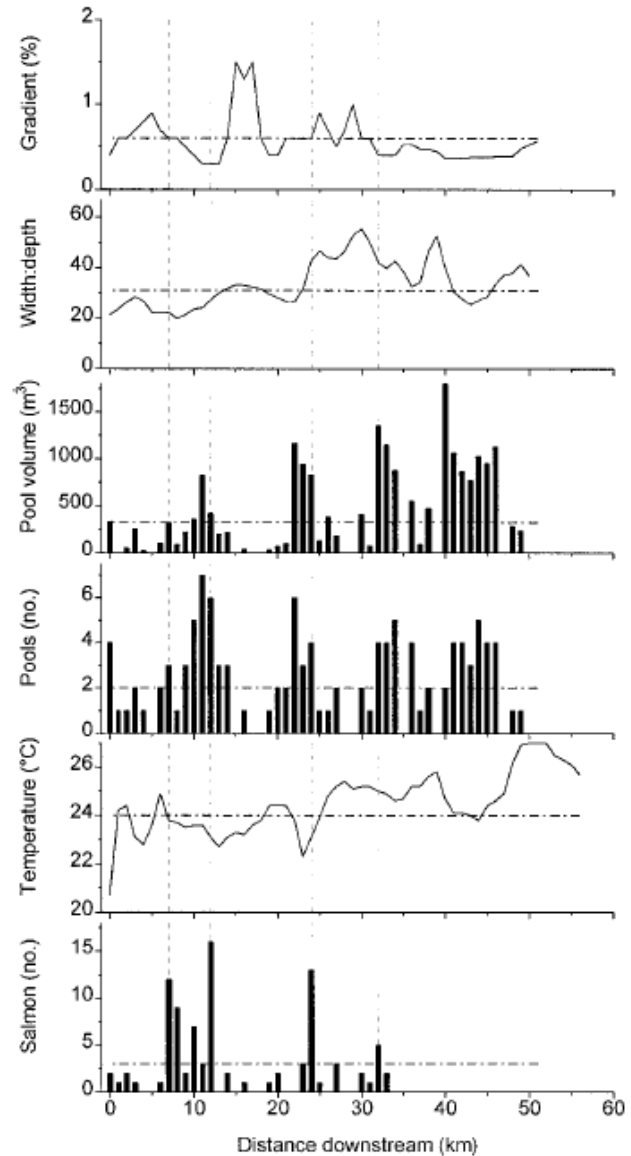 Gradient (%)
2
1
0
Width:depth
60
40
20
0
Pool volume (m³)
1500
1000
500
0
Pools (no.)
6
4
2
0
Temperature (°C)
26
24
22
20
Salmon (no.)
15
10
5
0
0 10 20 30 40 50 60
Distance downstream (km)